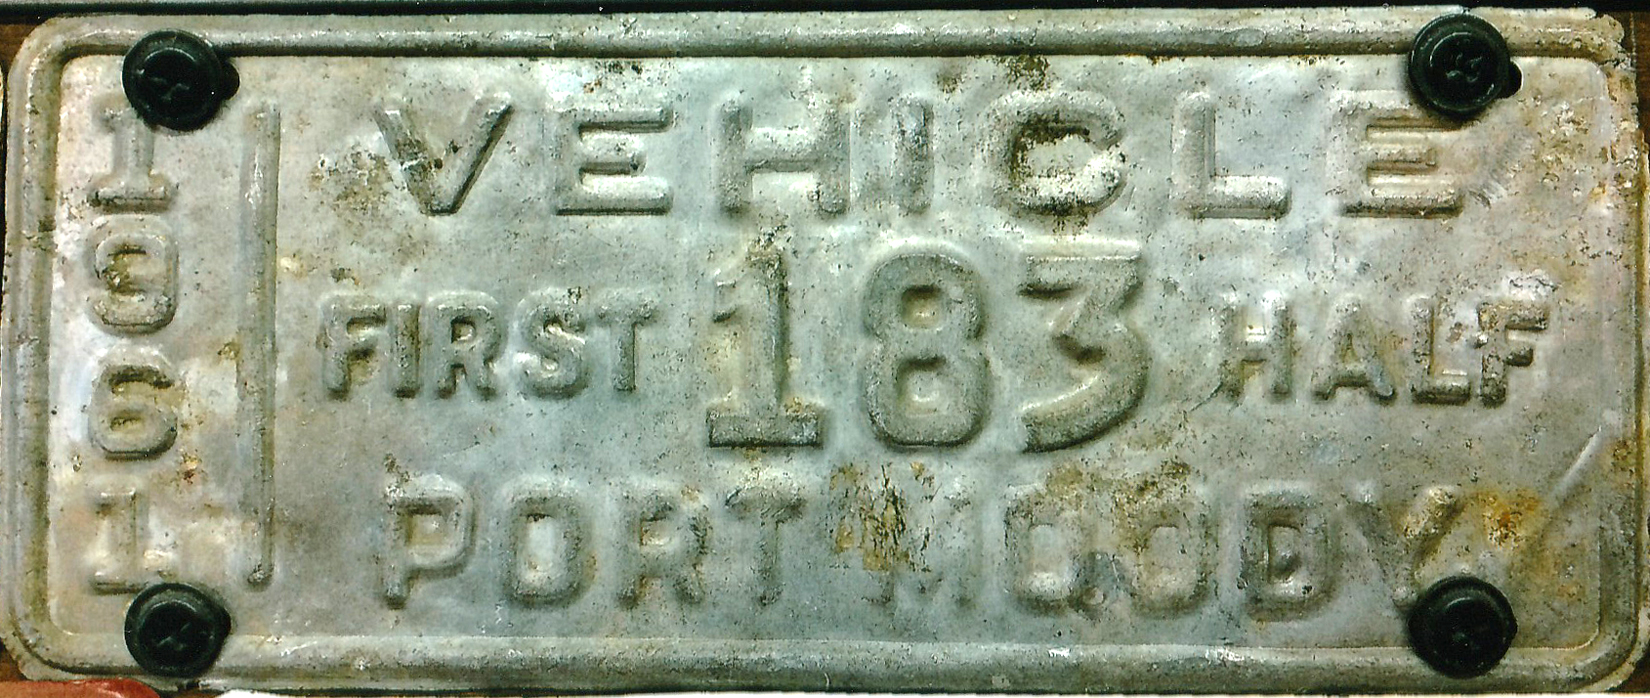 1961
VEHICLE
FIRST 183 HALF
PORT MOODY